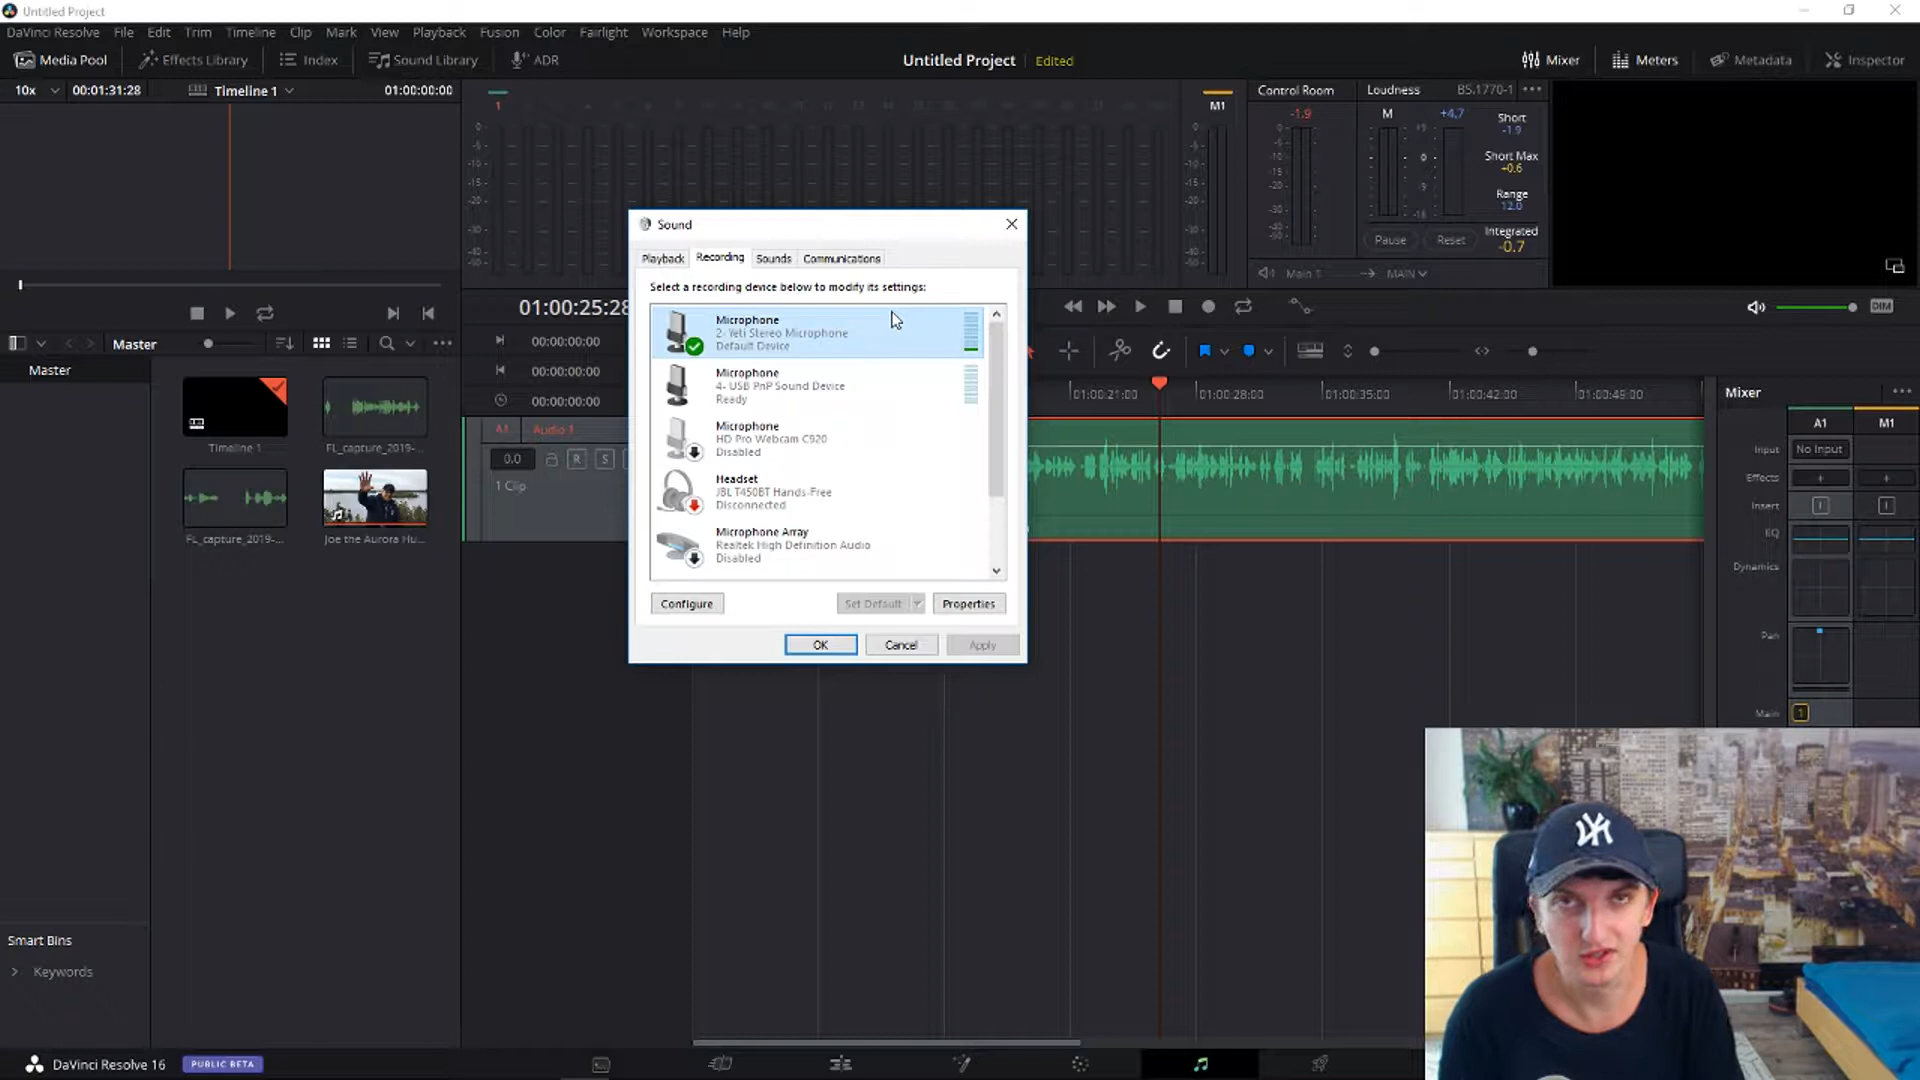 Untitled Project
DaVinci Resolve File Edit Trim Timeline Clip Mark View Playback Fusion Color Fairlight Workspace Help
Media Pool Effects Library Index Sound Library ADR Untitled Project Edited Mixer Meters Metadata Inspector
10x 00:01:31:28 Timeline 1 01:00:00:00
1 M1
Control Room Loudness BS.1770-1
-1.9 M +4.7
Short
-1.9
Short Max
+0.6
Range
12.0
Integrated
-0.7
Pause Reset
Main 1 MAIN
Sound
Playback Recording Sounds Communications
Select a recording device below to modify its settings:
Microphone
2- Yeti Stereo Microphone
Default Device
Microphone
4- USB PnP Sound Device
Ready
Microphone
HD Pro Webcam C920
Disabled
Headset
JBL T450BT Hands-Free
Disconnected
Microphone Array
Realtek High Definition Audio
Disabled
Configure Set Default Properties
OK Cancel Apply
01:00:25:28
DIM
00:00:00:00
00:00:00:00
00:00:00:00
Master
Master
Timeline 1 FL_capture_2019-...
FL_capture_2019-... Joe the Aurora Hu...
01:00:21:00 01:00:28:00 01:00:35:00 01:00:42:00 01:00:49:00
A1 Audio 1
0.0 R S
1 Clip
Mixer
A1 M1
Input No Input
Effects
Insert
EQ
Dynamics
Pan
Main 1
Smart Bins
Keywords
NY
DaVinci Resolve 16 PUBLIC BETA